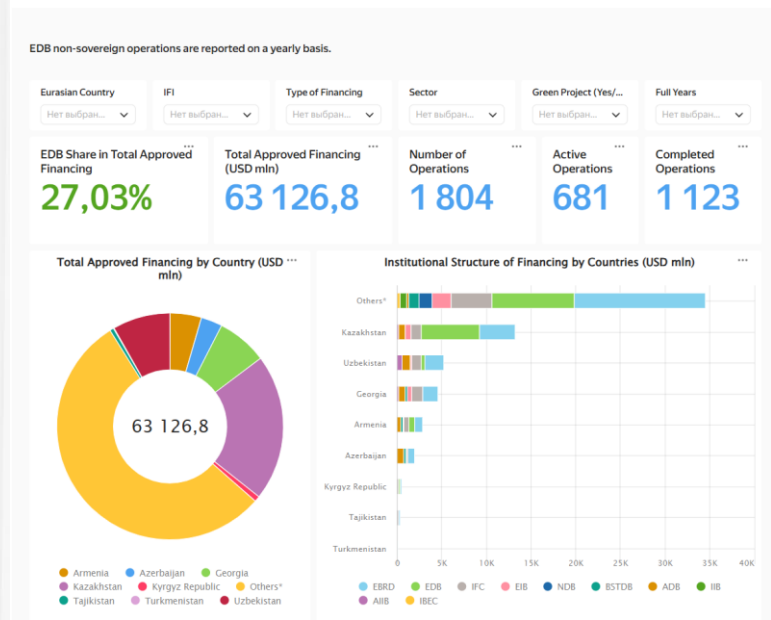 EDB non-sovereign operations are reported on a yearly basis.
Eurasian Country
IFI
Type of Financing
Sector
Green Project (Yes/...
Full Years
Нет выбран...
Нет выбран...
Нет выбран...
Нет выбран...
Нет выбран...
Нет выбран...
EDB Share in Total Approved
Financing
27,03%
Total Approved Financing
(USD mln)
63 126,8
Number of
Operations
1 804
Active
Operations
681
Completed
Operations
1 123
Total Approved Financing by Country (USD
mln)
63 126,8
Armenia
Azerbaijan
Georgia
Kazakhstan
Kyrgyz Republic
Others*
Tajikistan
Turkmenistan
Uzbekistan
Institutional Structure of Financing by Countries (USD mln)
Others*
Kazakhstan
Uzbekistan
Georgia
Armenia
Azerbaijan
Kyrgyz Republic
Tajikistan
Turkmenistan
0 5K 10K 15K 20K 25K 30K 35K 40K
EBRD EDB IFC EIB NDB BSTDB ADB IIB
AIIB IBEC